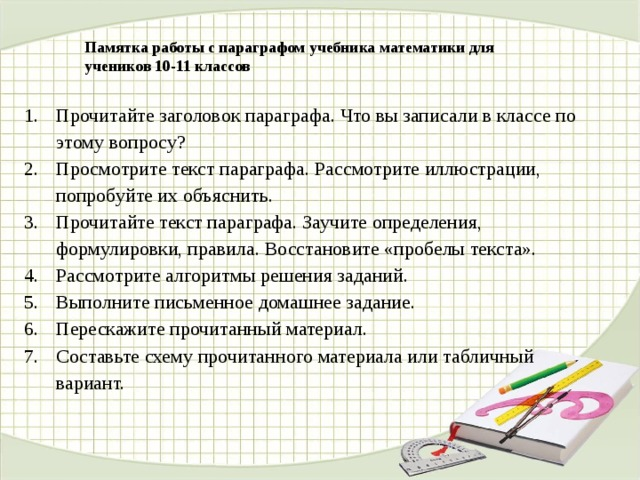 Памятка работы с параграфом учебника математики для
учеников 10-11 классов
1. Прочитайте заголовок параграфа. Что вы записали в классе по
этому вопросу?
2. Просмотрите текст параграфа. Рассмотрите иллюстрации,
попробуйте их объяснить.
3. Прочитайте текст параграфа. Заучите определения,
формулировки, правила. Восстановите «пробелы текста».
4. Рассмотрите алгоритмы решения заданий.
5. Выполните письменное домашнее задание.
6. Перескажите прочитанный материал.
7. Составьте схему прочитанного материала или табличный
вариант.